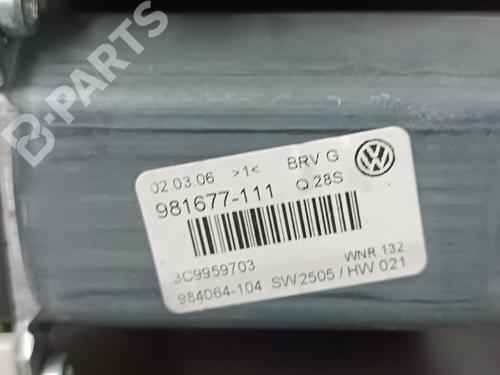 B-PARTS
02.03.06 >1< BRV G
981677-111 Q 28S
3C9959703 WNR 132
984064-104 SW2505 / HW 021